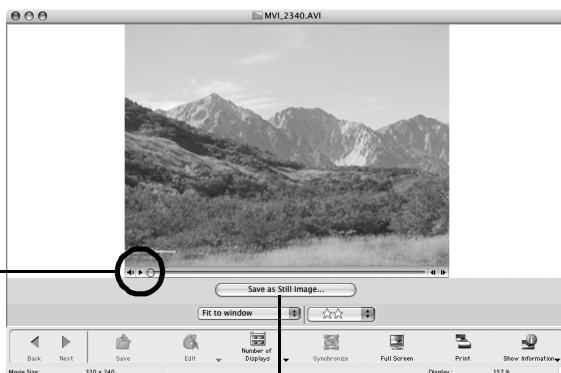 MVI_2340.AVI
Save as Still Image...
Fit to window
☆☆
Back Next Save Edit Number of Displays Synchronize Full Screen Print Show Information
Movie Size: 320 * 240 Display: 157 %